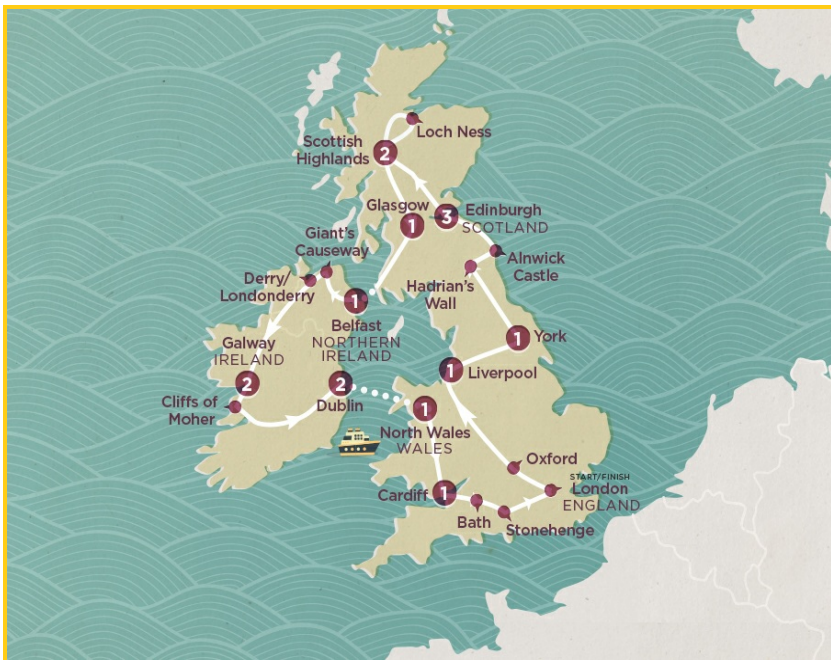 Loch Ness
Scottish
Highlands
2
Glasgow
1
3
Edinburgh
SCOTLAND
Giant's
Causeway
Alnwick
Castle
Derry/
Londonderry
Hadrian's
Wall
1
Belfast
NORTHERN
IRELAND
Galway
IRELAND
2
1
York
1
Liverpool
Cliffs of
Moher
2
Dublin
1
North Wales
WALES
Oxford
START/FINISH
London
ENGLAND
Cardiff
1
Bath
Stonehenge